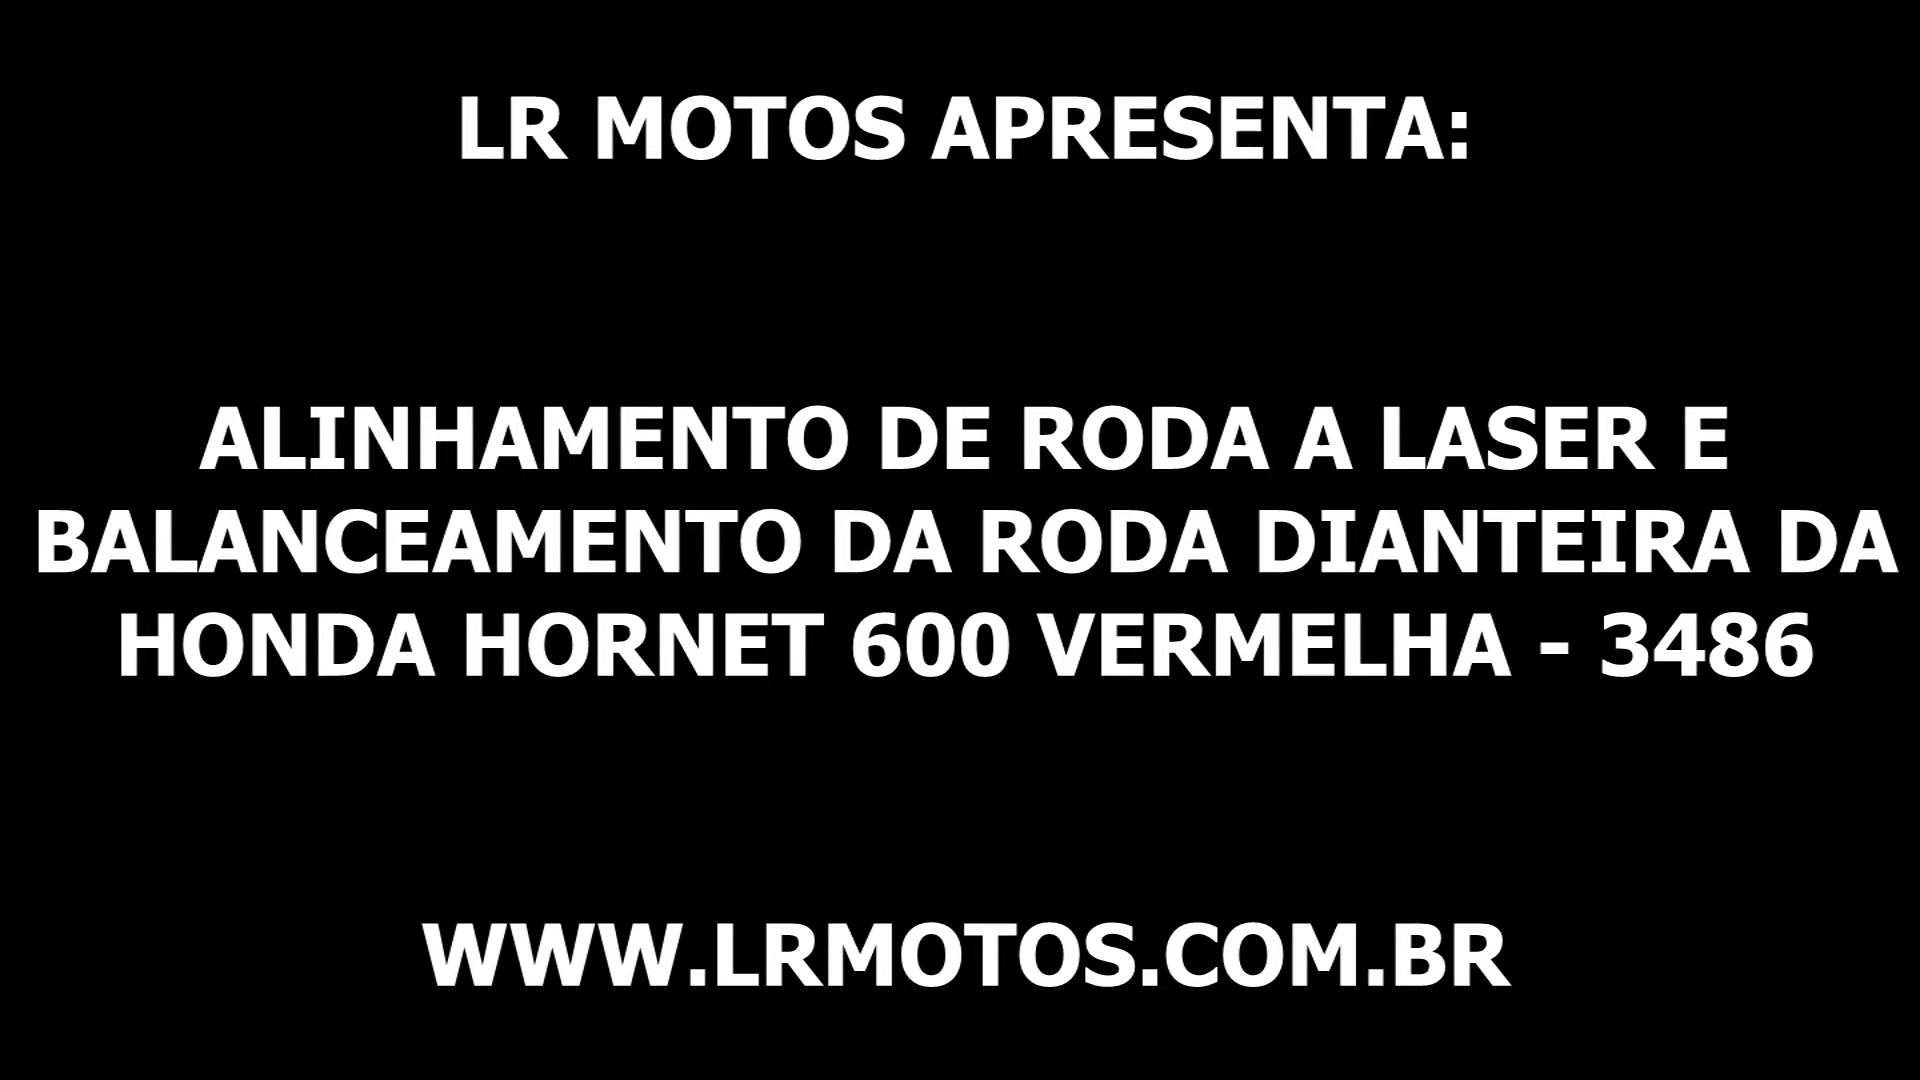 LR MOTOS APRESENTA:
ALINHAMENTO DE RODA A LASER E
BALANCEAMENTO DA RODA DIANTEIRA DA
HONDA HORNET 600 VERMELHA - 3486
WWW.LRMOTOS.COM.BR